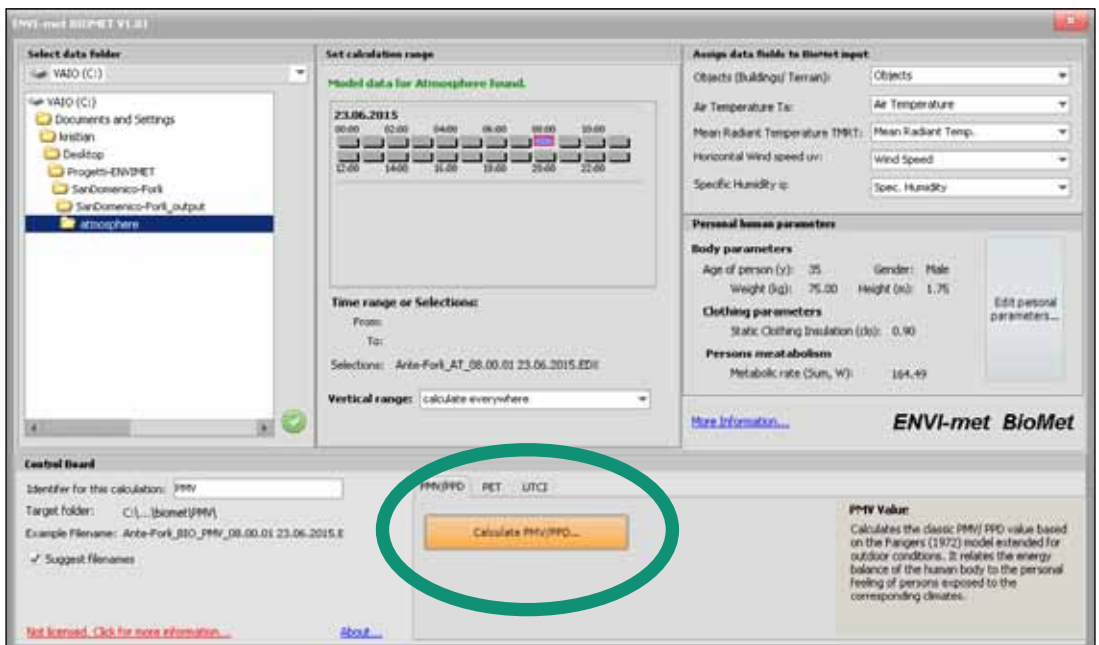 ENVI-met BIOMET V1.01
Select data folder
VAIO (C:)
VAIO (C:)
Documents and Settings
kristian
Desktop
Progetti-ENVIMET
SanDomenico-Forlì
SanDomenico-Forlì_output
atmosphere
Set calculation range
Model data for Atmosphere found.
23.06.2015
00:00 02:00 04:00 06:00 08:00 10:00
12:00 14:00 16:00 18:00 20:00 22:00
Time range or Selections:
From:
To:
Selections: Ante-Forlì_AT_08.00.01 23.06.2015.EDX
Vertical range: calculate everywhere
Assign data fields to BioMet input
Objects (Buildings/ Terrain): Objects
Air Temperature Ta: Air Temperature
Mean Radiant Temperature TMRT: Mean Radiant Temp.
Horizontal Wind speed uv: Wind Speed
Specific Humidity q: Spec. Humidity
Personal human parameters
Body parameters
Age of person (y): 35 Gender: Male
Weight (kg): 75.00 Height (m): 1.75
Clothing parameters
Static Clothing Insulation (clo): 0.90
Persons meatabolism
Metabolic rate (Sum, W): 164.49
Edit personal
parameters...
More Information...
ENVI-met BioMet
Control Board
Identifer for this calculation: PMV
Target folder: C:\...\biomet\PMV\
Example Filename: Ante-Forlì_BIO_PMV_08.00.01 23.06.2015.E
✓ Suggest filenames
Not licensed. Click for more information...
About...
PMV/PPD PET UTCI
Calculate PMV/PPD...
PMV Value
Calculates the classic PMV/ PPD value based
on the Fangers (1972) model extended for
outdoor conditions. It relates the energy
balance of the human body to the personal
feeling of persons exposed to the
corresponding climates.